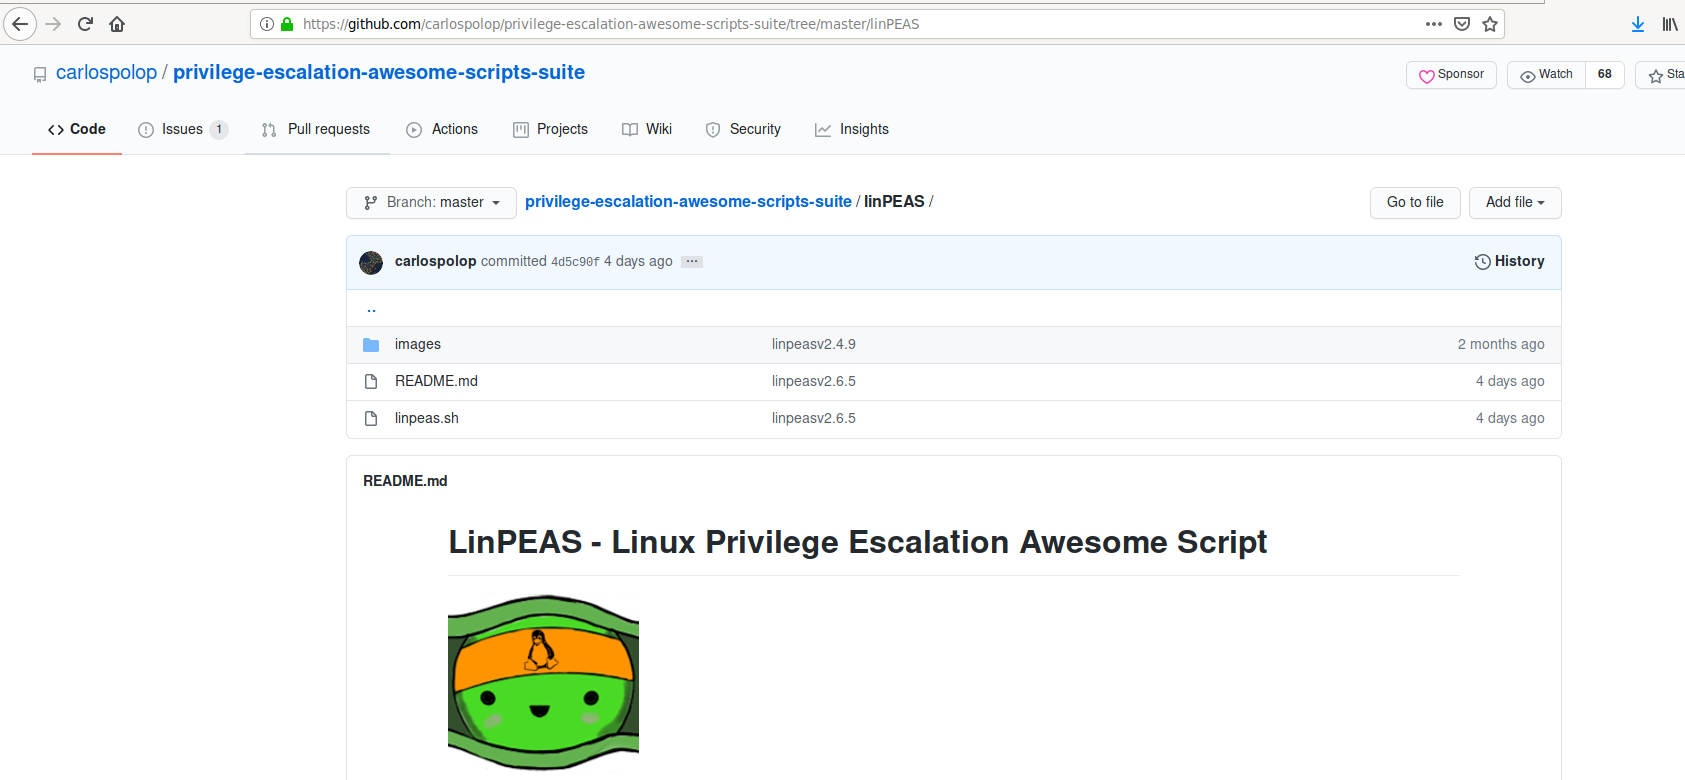 https://github.com/carlospolop/privilege-escalation-awesome-scripts-suite/tree/master/linPEAS
carlospolop / privilege-escalation-awesome-scripts-suite
Sponsor
Watch 68
Sta
Code
Issues 1
Pull requests
Actions
Projects
Wiki
Security
Insights
Branch: master
privilege-escalation-awesome-scripts-suite / linPEAS /
Go to file
Add file
carlospolop committed 4d5c90f 4 days ago ...
History
..
images linpeasv2.4.9 2 months ago
README.md linpeasv2.6.5 4 days ago
linpeas.sh linpeasv2.6.5 4 days ago
README.md
LinPEAS - Linux Privilege Escalation Awesome Script